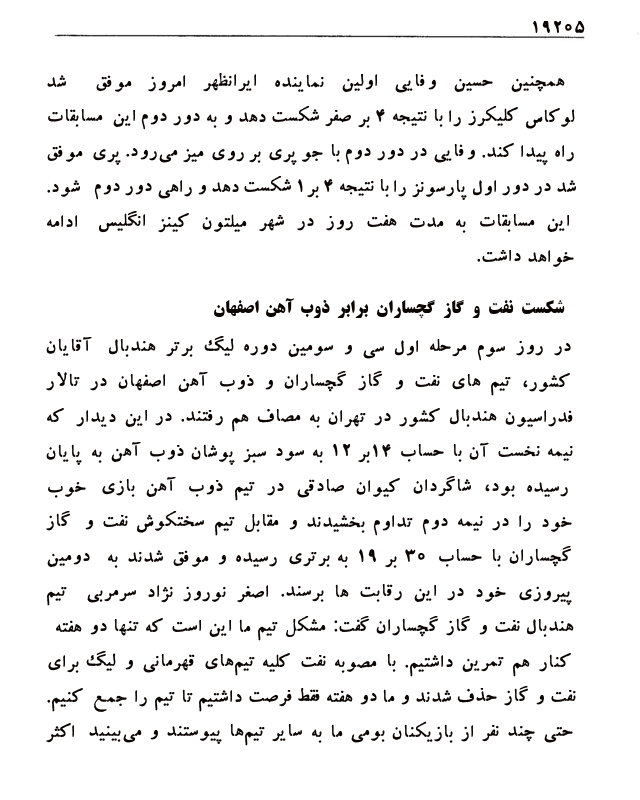 ۱۹۲۰۵
همچنین حسین وفایی اولین نماینده ایرانظهر امروز موفق شد
لوکاس کلیکرز را با نتیجه ۴ بر صفر شکست دهد و به دور دوم این مسابقات
راه پیدا کند. وفایی در دور دوم با جو پری بر روی میز می‌رود. پری موفق
شد در دور اول پارسونز را با نتیجه ۴ بر ۱ شکست دهد و راهی دور دوم شود.
این مسابقات به مدت هفت روز در شهر میلتون کینز انگلیس ادامه
خواهد داشت.
شکست نفت و گاز گچساران برابر ذوب آهن اصفهان
در روز سوم مرحله اول سی و سومین دوره لیگ برتر هندبال آقایان
کشور، تیم های نفت و گاز گچساران و ذوب آهن اصفهان در تالار
فدراسیون هندبال کشور در تهران به مصاف هم رفتند. در این دیدار که
نیمه نخست آن با حساب ۱۴بر ۱۲ به سود سبز پوشان ذوب آهن به پایان
رسیده بود، شاگردان کیوان صادقی در تیم ذوب آهن بازی خوب
خود را در نیمه دوم تداوم بخشیدند و مقابل تیم سختکوش نفت و گاز
گچساران با حساب ۳۰ بر ۱۹ به برتری رسیده و موفق شدند به دومین
پیروزی خود در این رقابت ها برسند. اصغر نوروز نژاد سرمربی تیم
هندبال نفت و گاز گچساران گفت: مشکل تیم ما این است که تنها دو هفته
کنار هم تمرین داشتیم. با مصوبه نفت کلیه تیم‌های قهرمانی و لیگ برای
نفت و گاز حذف شدند و ما دو هفته فقط فرصت داشتیم تا تیم را جمع کنیم.
حتی چند نفر از بازیکنان بومی ما به سایر تیم‌ها پیوستند و می‌بینید اکثر